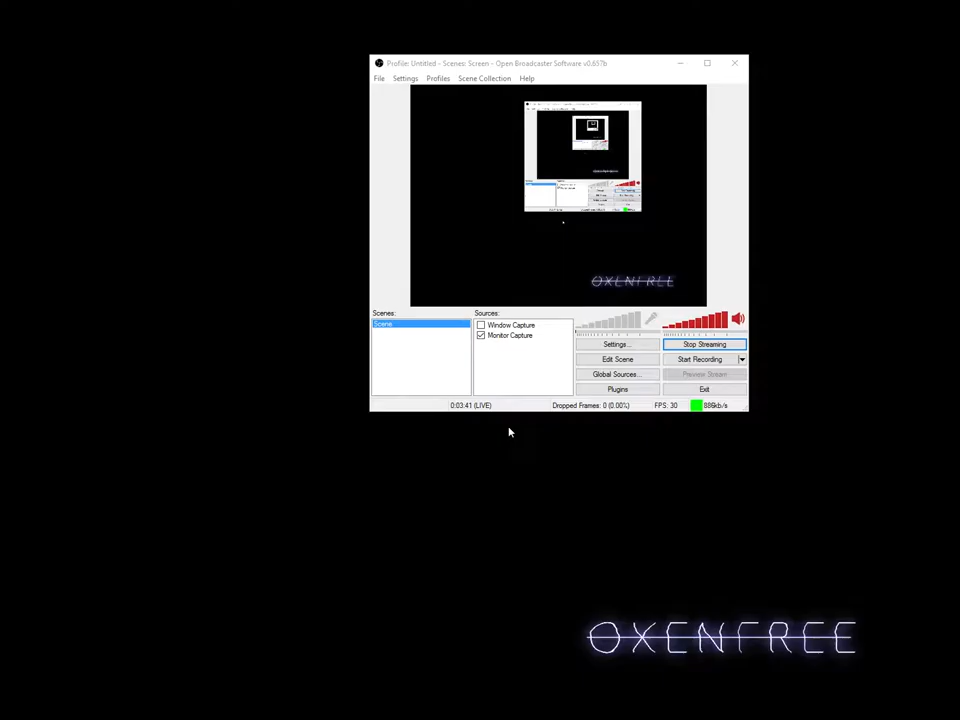 Profile: Untitled - Scenes: Screen - Open Broadcaster Software v0.657b
File Settings Profiles Scene Collection Help
OXENFREE
Scenes: Sources:
Scene
Window Capture
Monitor Capture
Settings... Stop Streaming
Edit Scene Start Recording
Global Sources... Preview Stream
Plugins Exit
0:03:41 (LIVE) Dropped Frames: 0 (0.00%) FPS: 30 886kb/s
OXENFREE